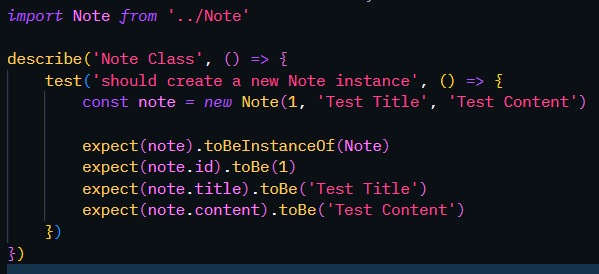 import Note from '../Note'
describe('Note Class', () => {
test('should create a new Note instance', () => {
const note = new Note(1, 'Test Title', 'Test Content')
expect(note).toBeInstanceOf(Note)
expect(note.id).toBe(1)
expect(note.title).toBe('Test Title')
expect(note.content).toBe('Test Content')
})
})